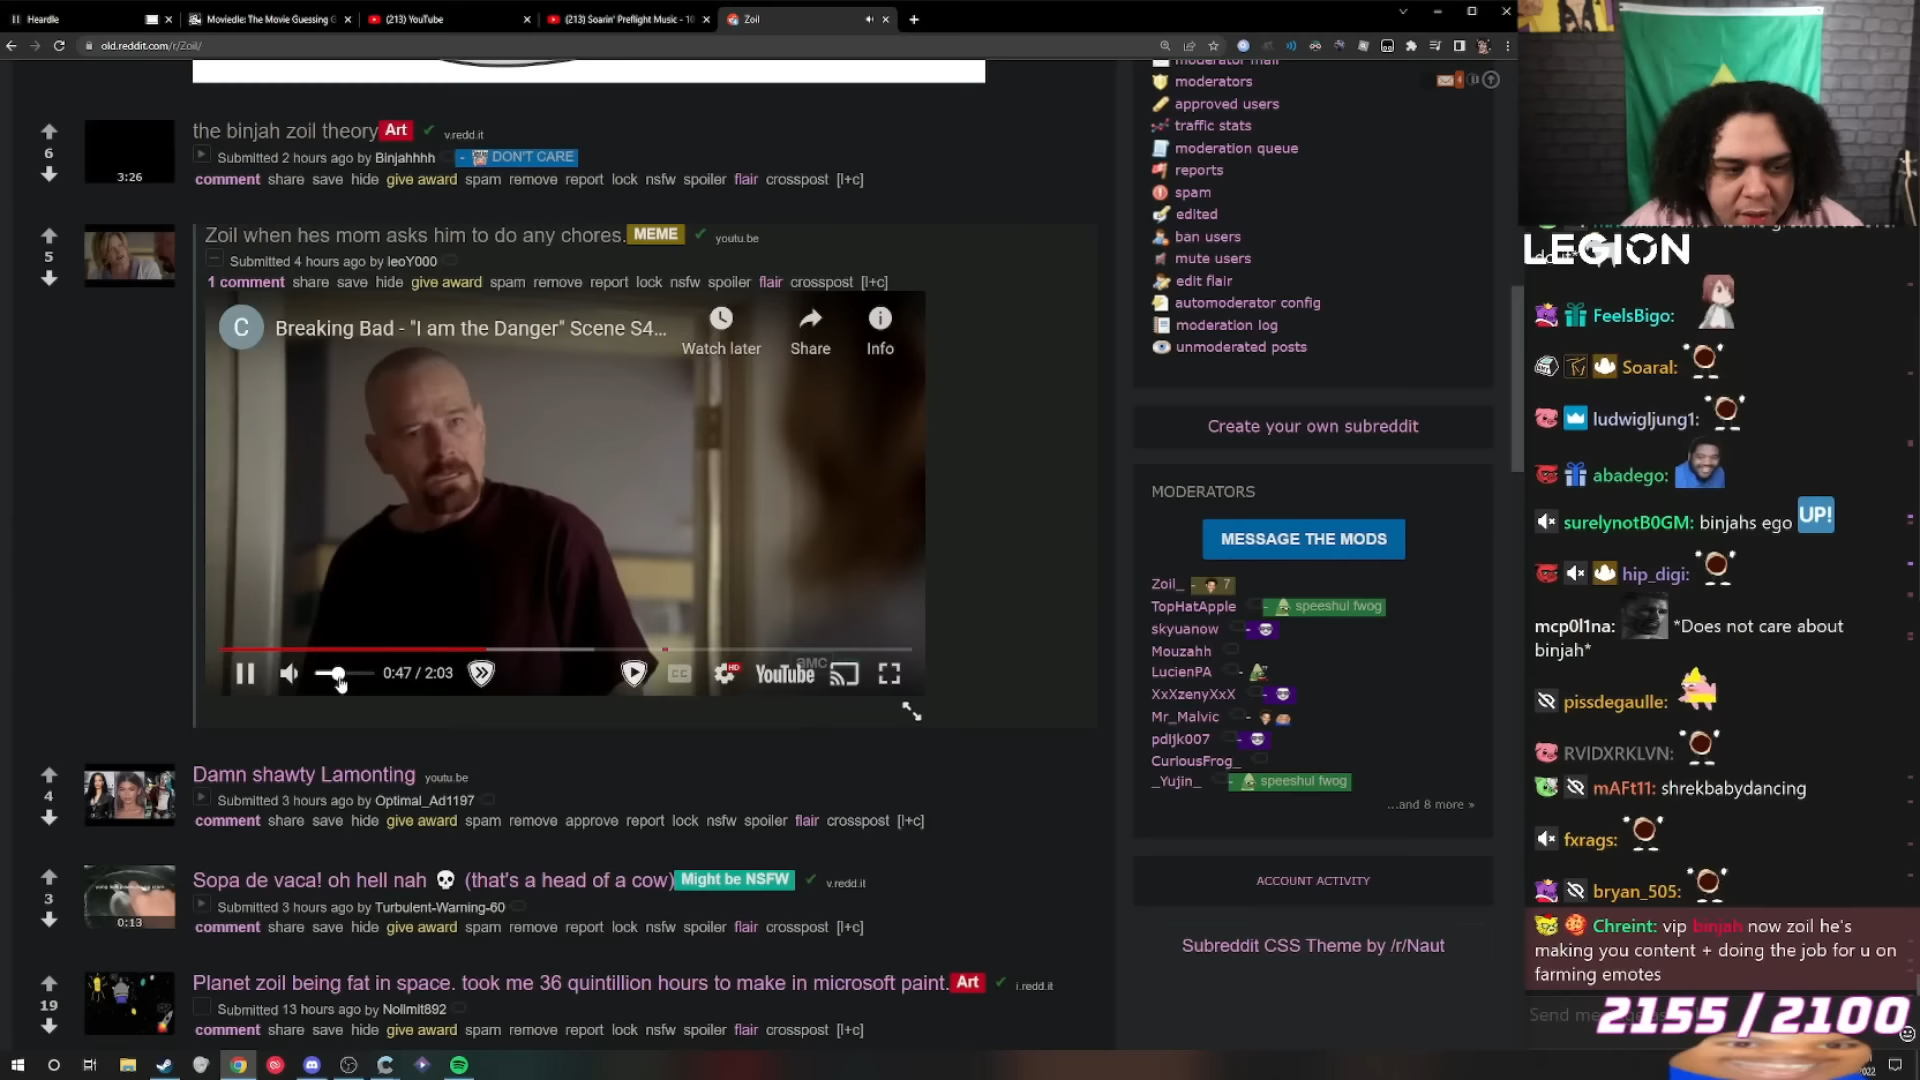 Heardle
Moviedle: The Movie Guessing G
(213) YouTube
(213) Soarin' Preflight Music - 10
Zoil
old.reddit.com/r/Zoil/
the binjah zoil theory Art v.redd.it
6
3:26
Submitted 2 hours ago by Binjahhhh - DON'T CARE
comment share save hide give award spam remove report lock nsfw spoiler flair crosspost [l+c]
Zoil when hes mom asks him to do any chores. MEME youtu.be
5
Submitted 4 hours ago by leoY000
1 comment share save hide give award spam remove report lock nsfw spoiler flair crosspost [l+c]
C Breaking Bad - "I am the Danger" Scene S4...
Watch later Share Info
0:47 / 2:03 CC HD YouTube
amc
Damn shawty Lamonting youtu.be
4
Submitted 3 hours ago by Optimal_Ad1197
comment share save hide give award spam remove approve report lock nsfw spoiler flair crosspost [l+c]
Sopa de vaca! oh hell nah 💀 (that's a head of a cow) Might be NSFW v.redd.it
3
0:13
Submitted 3 hours ago by Turbulent-Warning-60
comment share save hide give award spam remove report lock nsfw spoiler flair crosspost [l+c]
Planet zoil being fat in space. took me 36 quintillion hours to make in microsoft paint. Art i.redd.it
19
Submitted 13 hours ago by Nolimit892
comment share save hide give award spam remove report lock nsfw spoiler flair crosspost [l+c]
moderator mail
4
moderators
approved users
traffic stats
moderation queue
reports
spam
edited
ban users
mute users
edit flair
automoderator config
moderation log
unmoderated posts
Create your own subreddit
MODERATORS
MESSAGE THE MODS
Zoil_ - 7
TopHatApple - speeshul fwog
skyuanow -
Mouzahh
LucienPA -
XxXzenyXxX -
Mr_Malvic -
pdljk007 -
CuriousFrog_
_Yujin_ - speeshul fwog
...and 8 more »
ACCOUNT ACTIVITY
Subreddit CSS Theme by /r/Naut
LEGION
FeelsBigo:
Soaral:
ludwigljung1:
abadego:
surelynotB0GM: binjahs ego UP!
hip_digi:
mcp0l1na: *Does not care about
binjah*
pissdegaulle:
RVIDXRKLVN:
mAFt11: shrekbabydancing
fxrags:
bryan_505:
Chreint: vip binjah now zoil he's
making you content + doing the job for u on
farming emotes
2155 / 2100